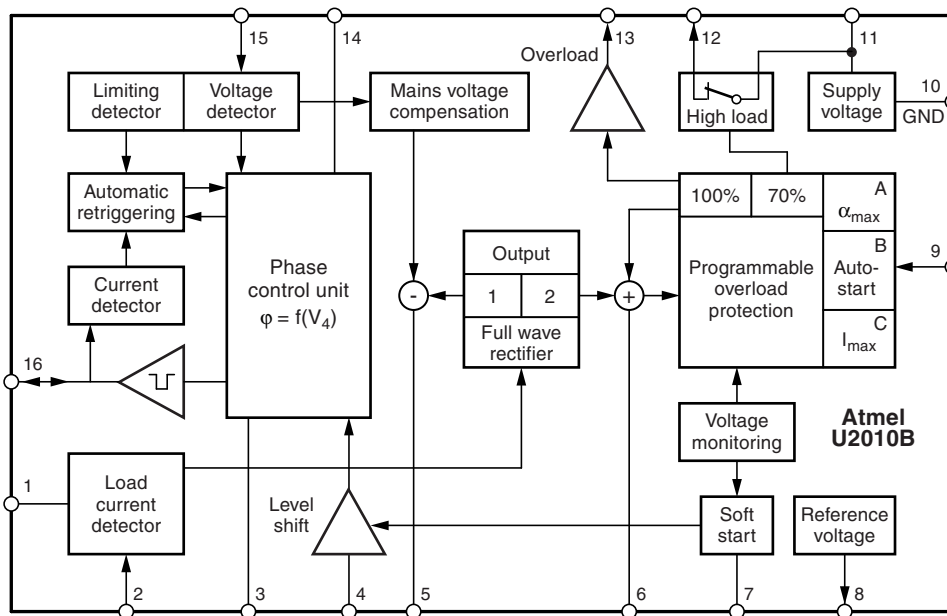 15
14
13
12
11
Overload
Limiting
detector
Voltage
detector
Mains voltage
compensation
High load
Supply
voltage
10
GND
Automatic
retriggering
100%
70%
A
αmax
Phase
control unit
φ = f(V4)
Output
1
2
Full wave
rectifier
-
+
Programmable
overload
protection
B
Auto-
start
9
C
Imax
Current
detector
16
Voltage
monitoring
Atmel
U2010B
1
Load
current
detector
Level
shift
Soft
start
Reference
voltage
2
3
4
5
6
7
8